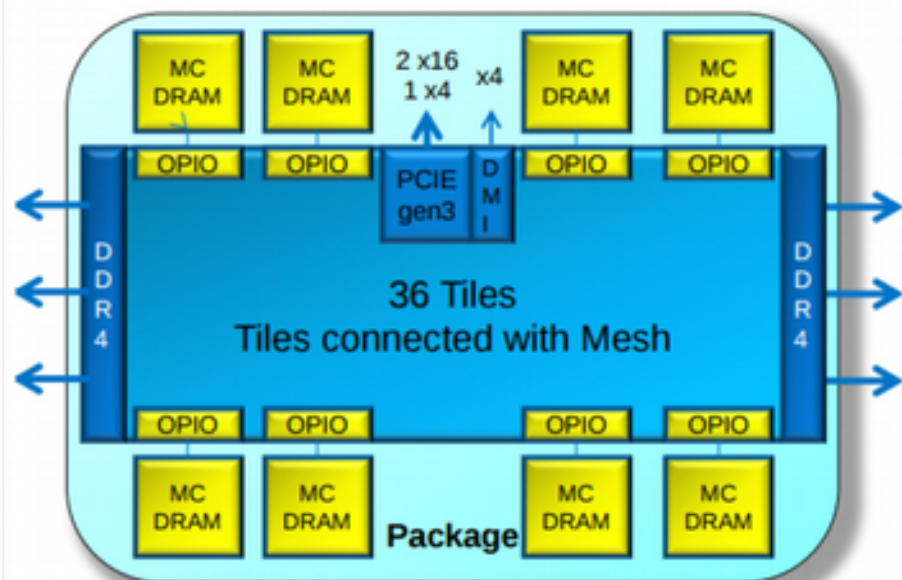 MC
DRAM
MC
DRAM
2 x16
1 x4
x4
MC
DRAM
MC
DRAM
OPIO
OPIO
PCIE
gen3
D
M
I
OPIO
OPIO
D
D
R
4
D
D
R
4
36 Tiles
Tiles connected with Mesh
OPIO
OPIO
OPIO
OPIO
MC
DRAM
MC
DRAM
Package
MC
DRAM
MC
DRAM